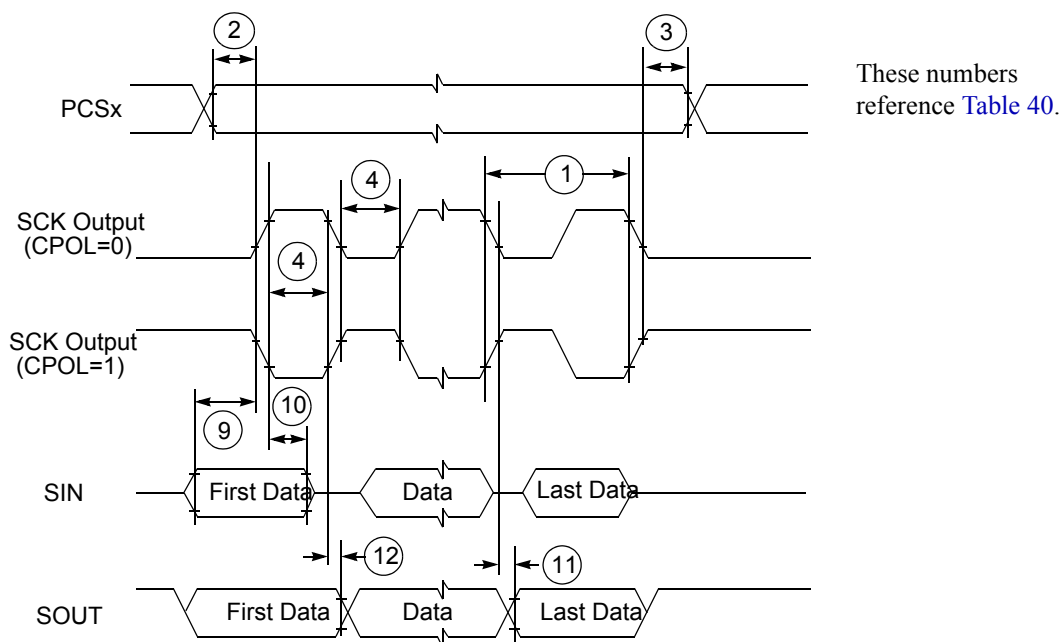 2
3
These numbers
reference Table 40.
PCSx
4
1
SCK Output
(CPOL=0)
4
SCK Output
(CPOL=1)
10
9
SIN
First Data
Data
Last Data
12
11
SOUT
First Data
Data
Last Data